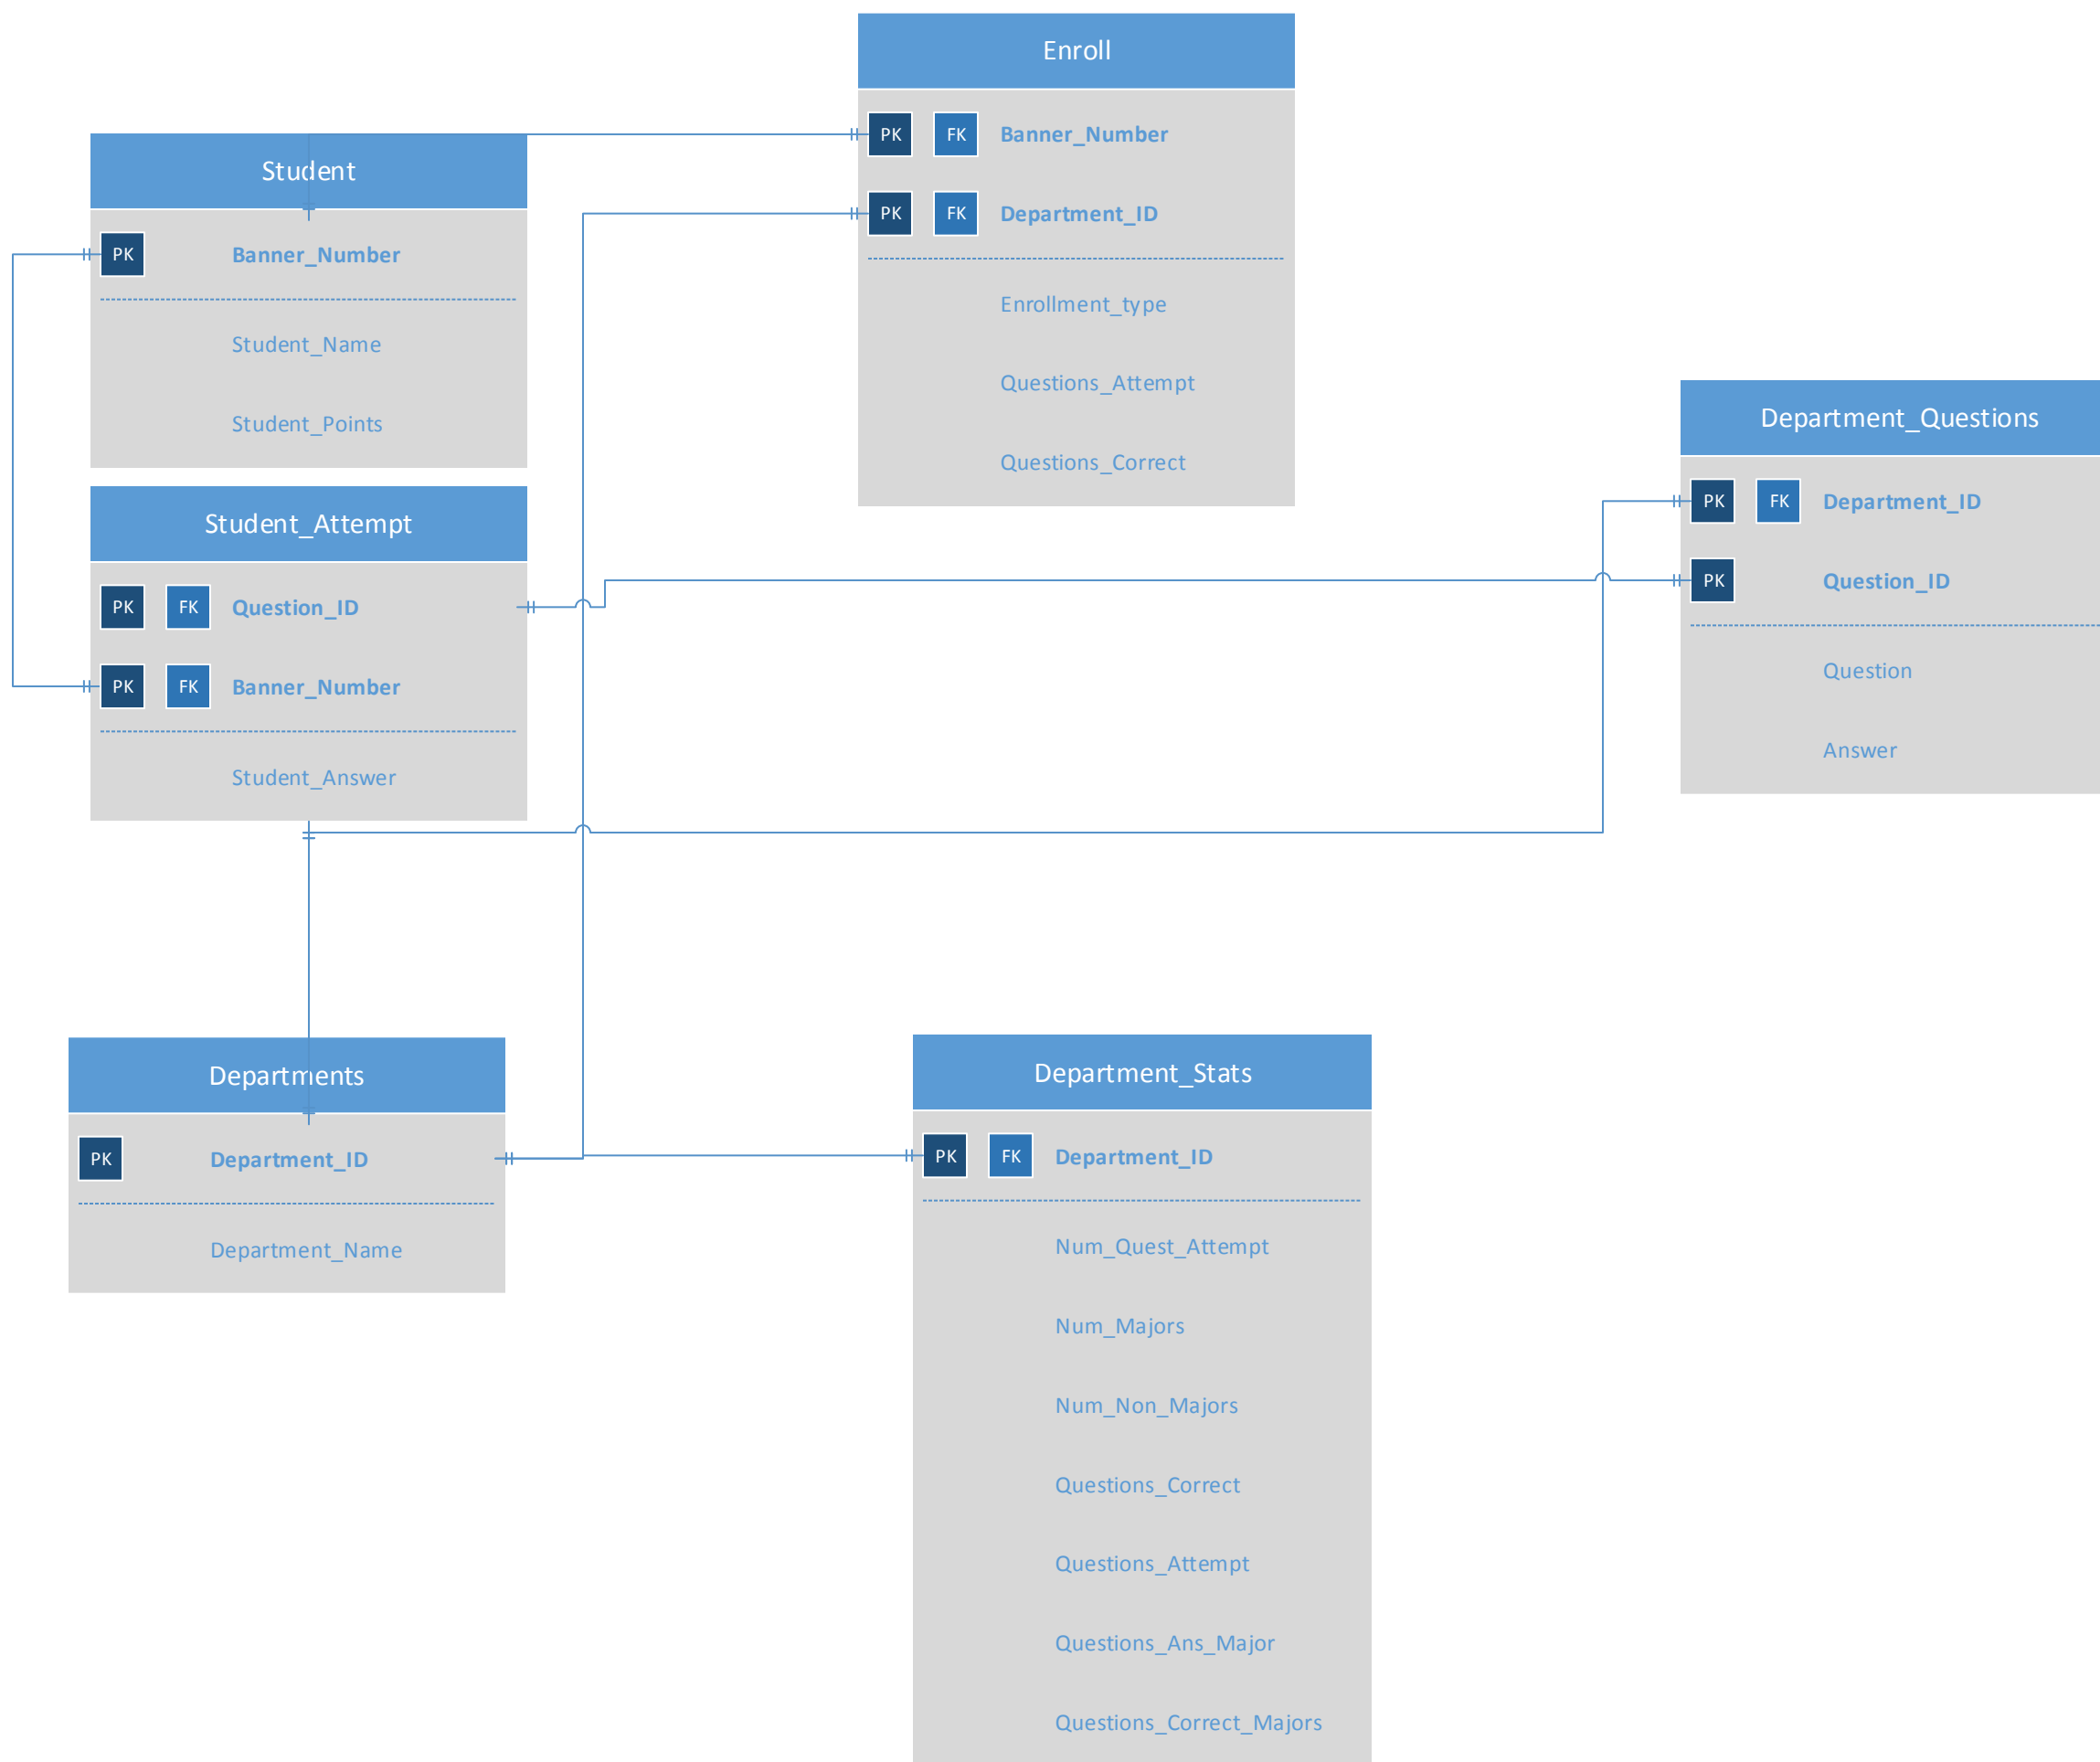 Enroll
PK FK Banner_Number
PK FK Department_ID
Enrollment_type
Questions_Attempt
Questions_Correct
Student
PK Banner_Number
Student_Name
Student_Points
Department_Questions
PK FK Department_ID
PK Question_ID
Question
Answer
Student_Attempt
PK FK Question_ID
PK FK Banner_Number
Student_Answer
Departments
PK Department_ID
Department_Name
Department_Stats
PK FK Department_ID
Num_Quest_Attempt
Num_Majors
Num_Non_Majors
Questions_Correct
Questions_Attempt
Questions_Ans_Major
Questions_Correct_Majors